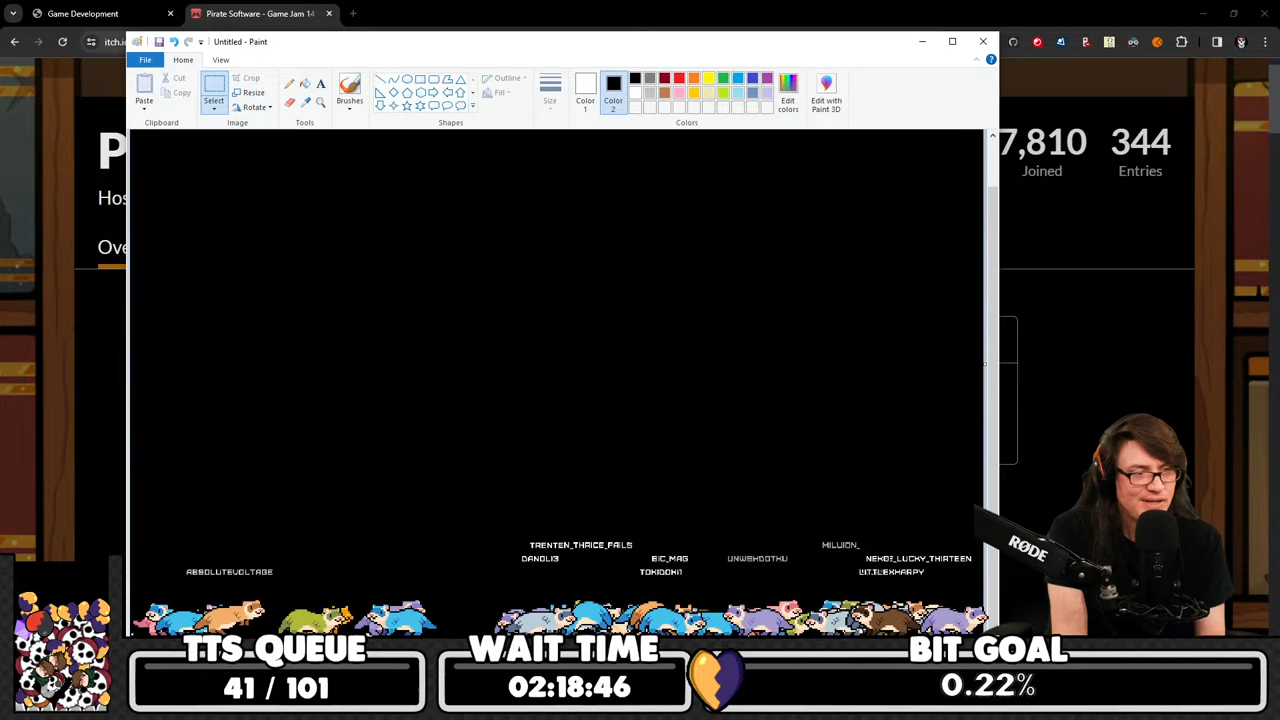 Game Development
Pirate Software - Game Jam 14
itch.io
Untitled - Paint
File
Home
View
Paste
Cut
Copy
Clipboard
Select
Crop
Resize
Rotate
Image
Tools
Brushes
Shapes
Outline
Fill
Size
Color 1
Color 2
Edit colors
Edit with Paint 3D
Colors
7,810
Joined
344
Entries
P
Hos
Ove
TRENTEN_THRICE_FAILS
DANOLI3
BIC_MAG
TOKIDOKI1
MILLION_
ABSOLUTEVOLTAGE
RØDE
TTS QUEUE
41 / 101
WAIT TIME
02:18:46
BIT GOAL
0.22%